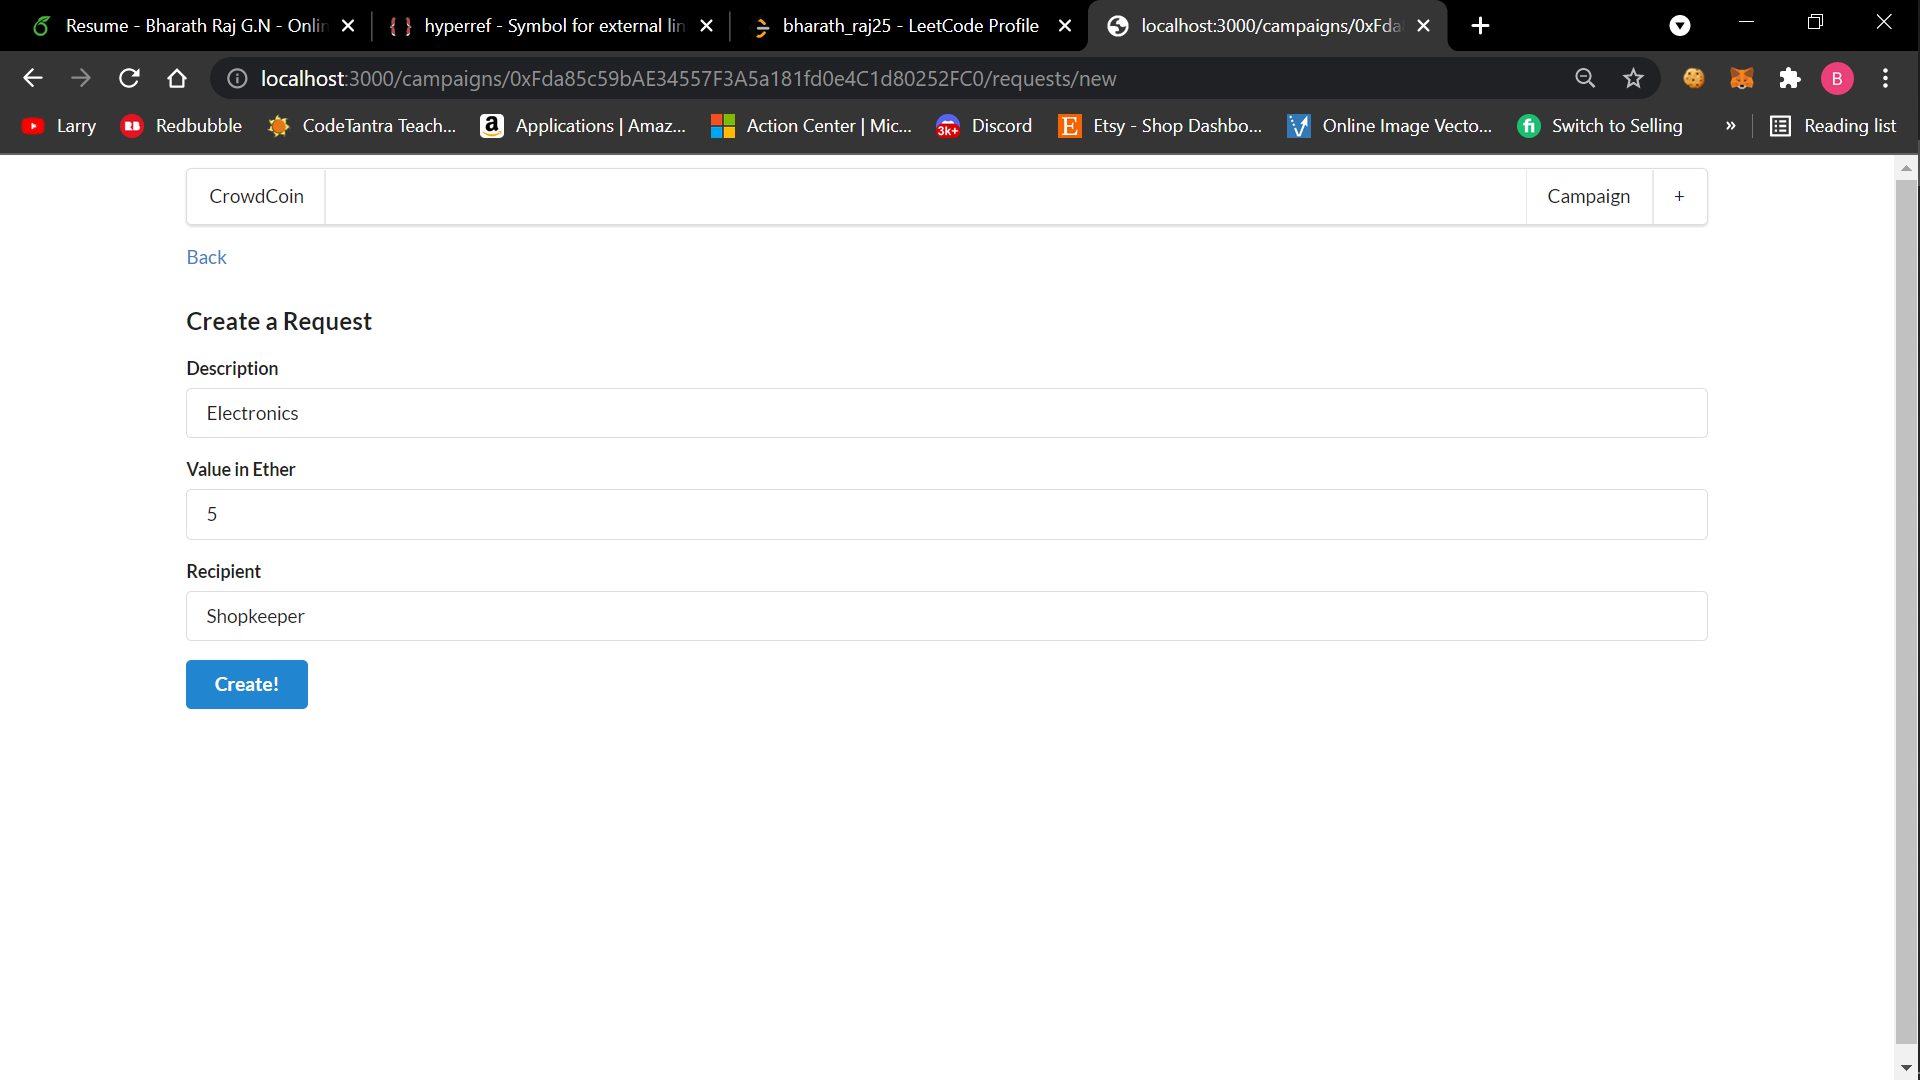 Resume - Bharath Raj G.N - Onlin
hyperref - Symbol for external lin
bharath_raj25 - LeetCode Profile
localhost:3000/campaigns/0xFda
localhost:3000/campaigns/0xFda85c59bAE34557F3A5a181fd0e4C1d80252FC0/requests/new
B
Larry
Redbubble
CodeTantra Teach...
Applications | Amaz...
Action Center | Mic...
3k+
Discord
Etsy - Shop Dashbo...
Online Image Vecto...
Switch to Selling
»
Reading list
CrowdCoin
Campaign
+
Back
Create a Request
Description
Electronics
Value in Ether
5
Recipient
Shopkeeper
Create!